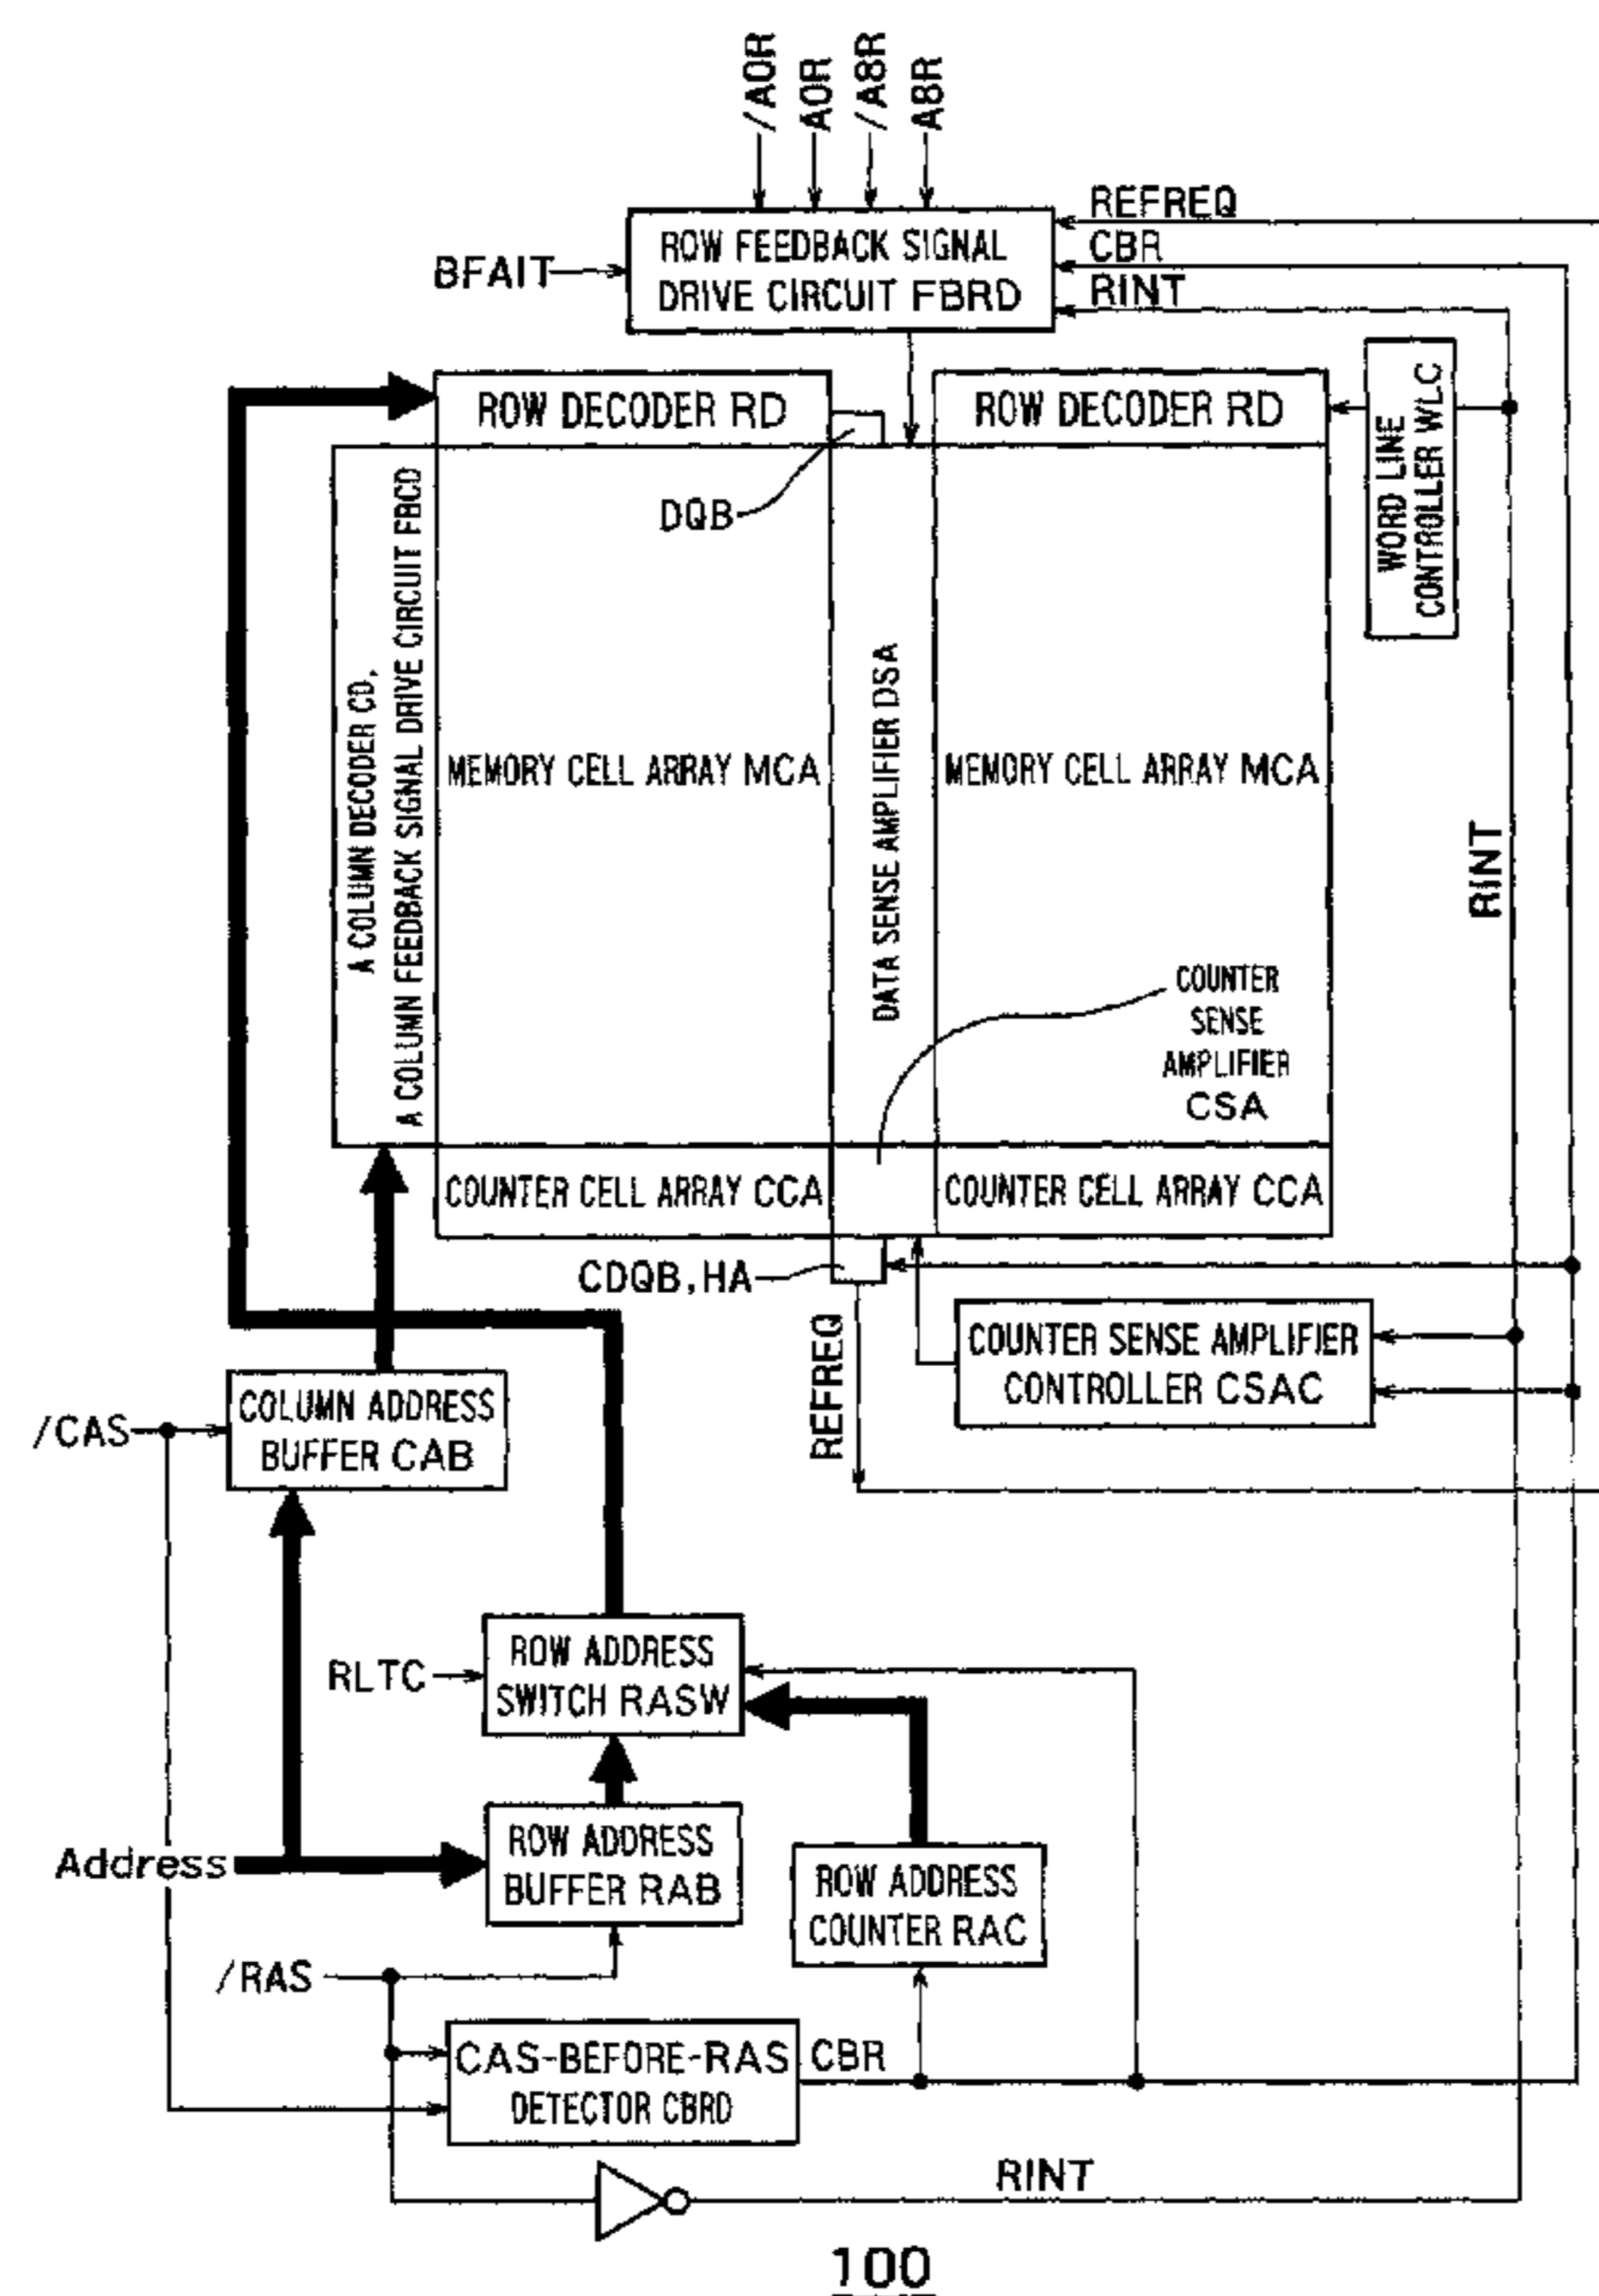 /A0R
A0R
/A8R
A8R
REFREQ
CBR
RINT
BFAIT
ROW FEEDBACK SIGNAL
DRIVE CIRCUIT FBRD
ROW DECODER RD
ROW DECODER RD
WORD LINE
CONTROLLER WLC
DQB
A COLUMN DECODER CD,
A COLUMN FEEDBACK SIGNAL DRIVE CIRCUIT FBCD
MEMORY CELL ARRAY MCA
DATA SENSE AMPLIFIER DSA
MEMORY CELL ARRAY MCA
RINT
COUNTER
SENSE
AMPLIFIER
CSA
COUNTER CELL ARRAY CCA
COUNTER CELL ARRAY CCA
CDQB,HA
REFREQ
COUNTER SENSE AMPLIFIER
CONTROLLER CSAC
/CAS
COLUMN ADDRESS
BUFFER CAB
RLTC
ROW ADDRESS
SWITCH RASW
Address
ROW ADDRESS
BUFFER RAB
ROW ADDRESS
COUNTER RAC
/RAS
CAS-BEFORE-RAS
DETECTOR CBRD
CBR
RINT
100